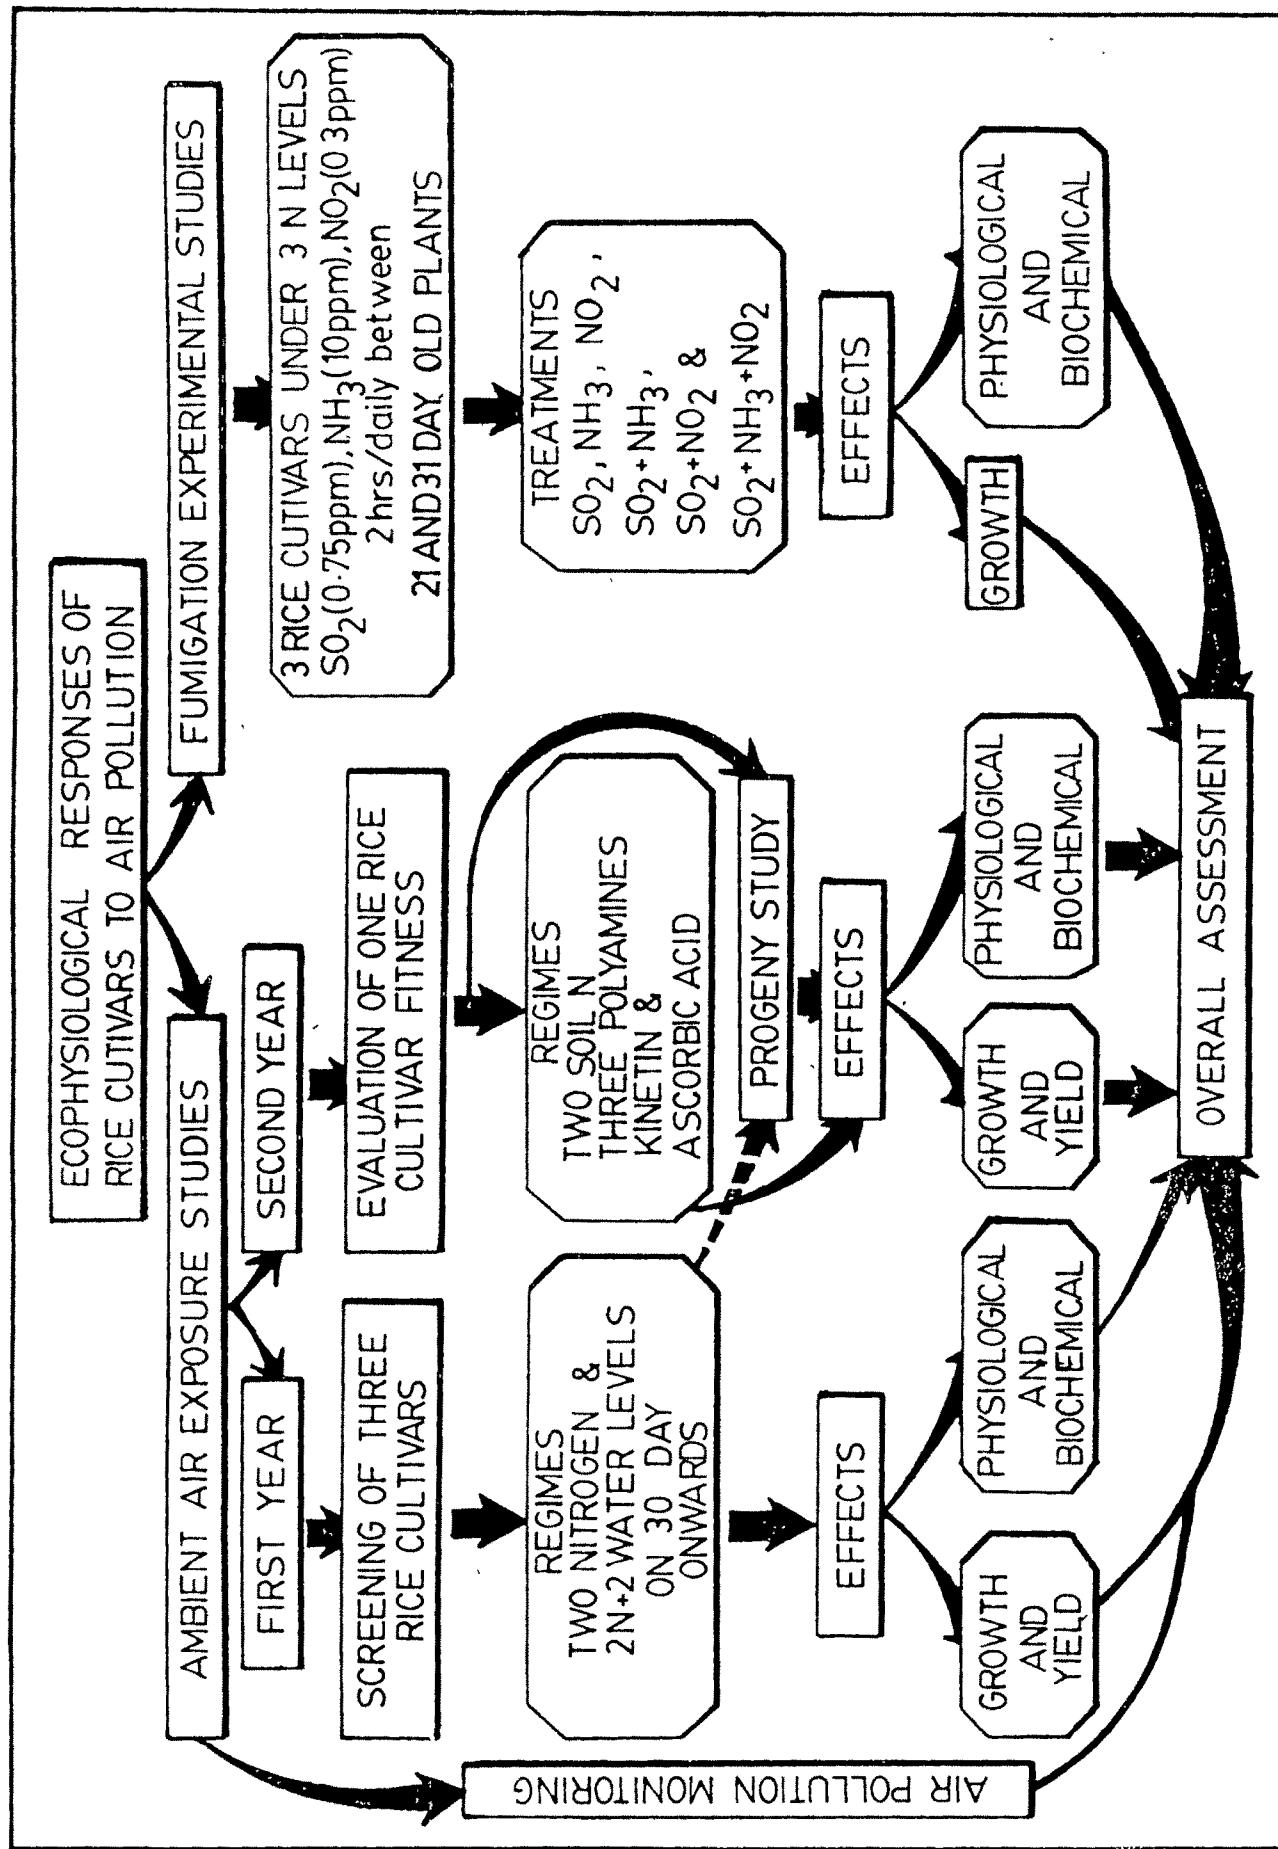 ECOPHYSIOLOGICAL RESPONSES OF
RICE CUTIVARS TO AIR POLLUTION
AMBIENT AIR EXPOSURE STUDIES
FUMIGATION EXPERIMENTAL STUDIES
FIRST YEAR
SECOND YEAR
SCREENING OF THREE
RICE CULTIVARS
EVALUATION OF ONE RICE
CULTIVAR FITNESS
3 RICE CUTIVARS UNDER 3 N LEVELS
SO2(0·75ppm),NH3(10ppm),NO2(0 3ppm)
2hrs/daily between
21 AND 31 DAY OLD PLANTS
AIR POLLUTION MONITORING
REGIMES
TWO NITROGEN &
2N+2 WATER LEVELS
ON 30 DAY
ONWARDS
REGIMES
TWO SOIL N
THREE POLYAMINES
KINETIN &
ASCORBIC ACID
TREATMENTS
SO2, NH3, NO2,
SO2+NH3,
SO2+NO2 &
SO2+NH3+NO2
PROGENY STUDY
EFFECTS
EFFECTS
EFFECTS
GROWTH
AND
YIELD
PHYSIOLOGICAL
AND
BIOCHEMICAL
GROWTH
AND
YIELD
PHYSIOLOGICAL
AND
BIOCHEMICAL
GROWTH
PHYSIOLOGICAL
AND
BIOCHEMICAL
OVERALL ASSESSMENT